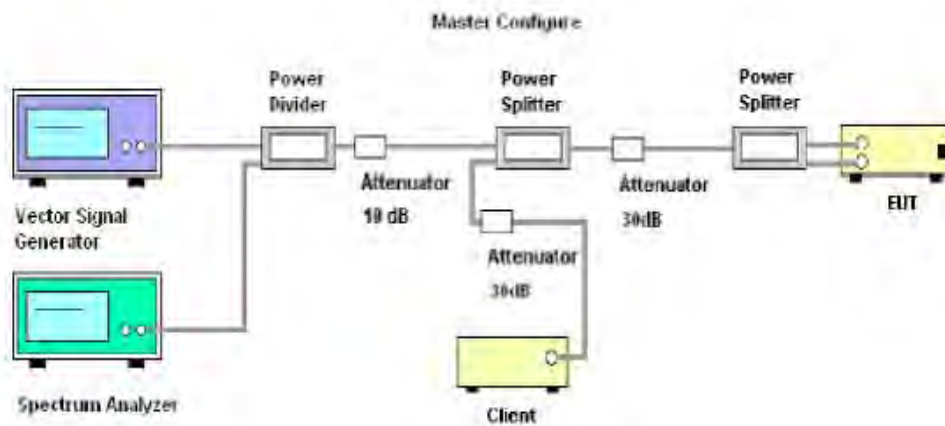 Master Configure
Power
Divider
Power
Splitter
Power
Splitter
Attenuator
10 dB
Attenuator
30dB
EUT
Vector Signal
Generator
Attenuator
30dB
Spectrum Analyzer
Client